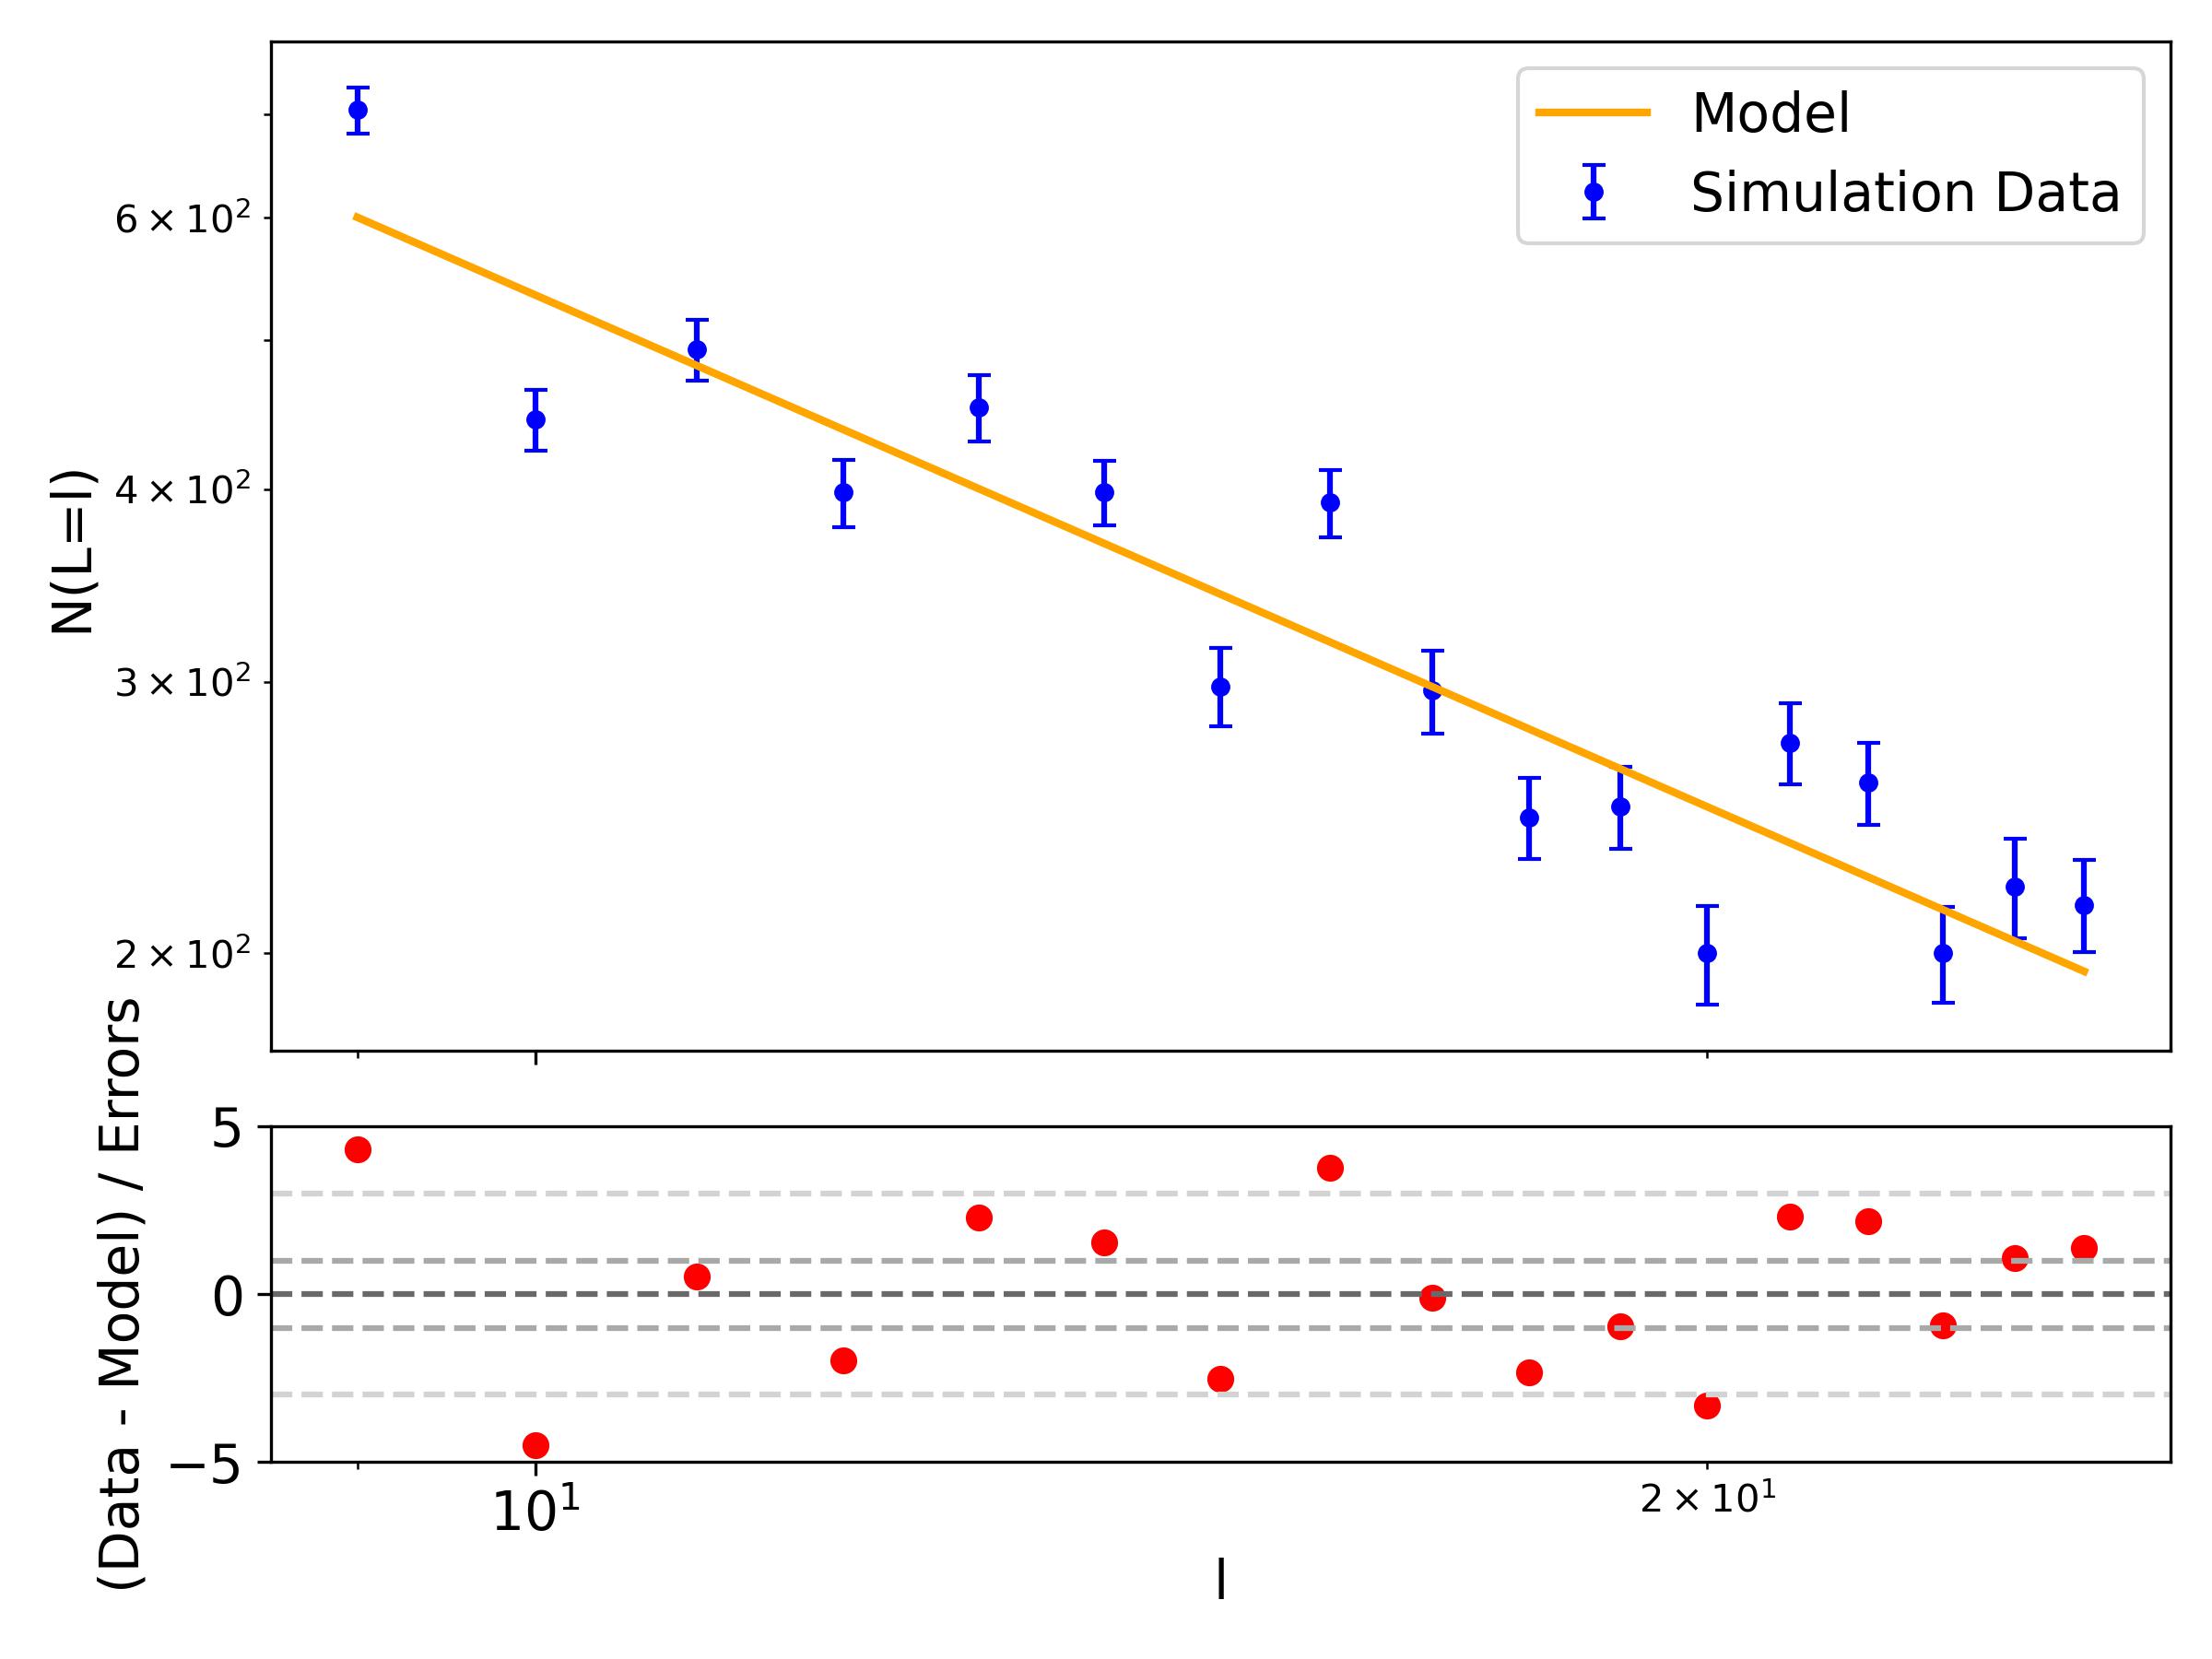 Model
Simulation Data
N(L=l)
6 × 10²
4 × 10²
3 × 10²
2 × 10²
(Data - Model) / Errors
5
0
−5
10¹
2 × 10¹
l